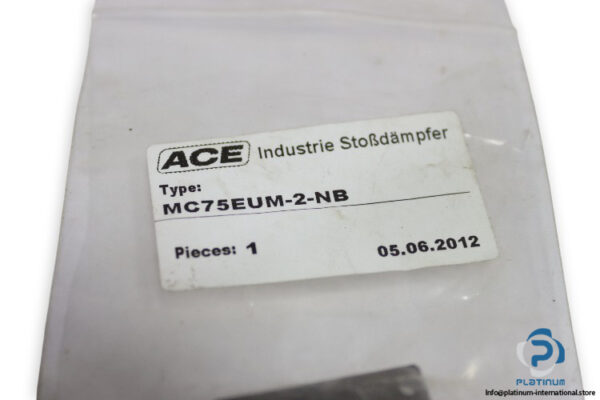 ACE Industrie Stoßdämpfer
Type:
MC75EUM-2-NB
Pieces: 1 05.06.2012
PLATINUM
Info@platinum-international.store